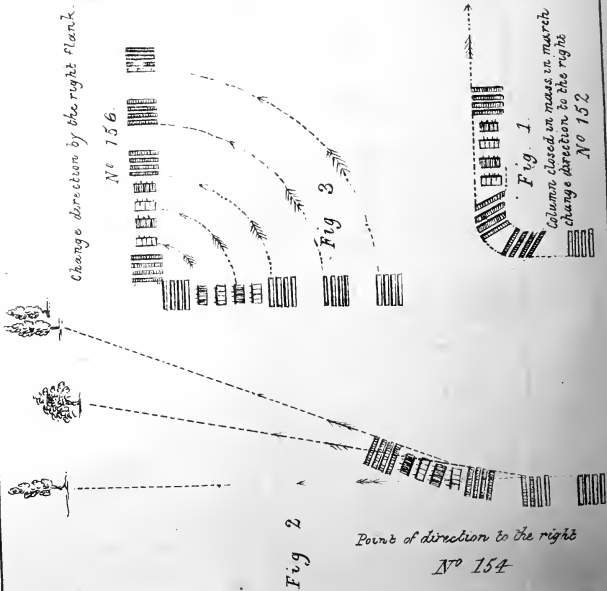 Change direction by the right flank.
Nº 156.
Fig 3
Fig. 1.
Column closed in mass, in march
change direction to the right
Nº 152
Fig 2
Point of direction to the right
Nº 154